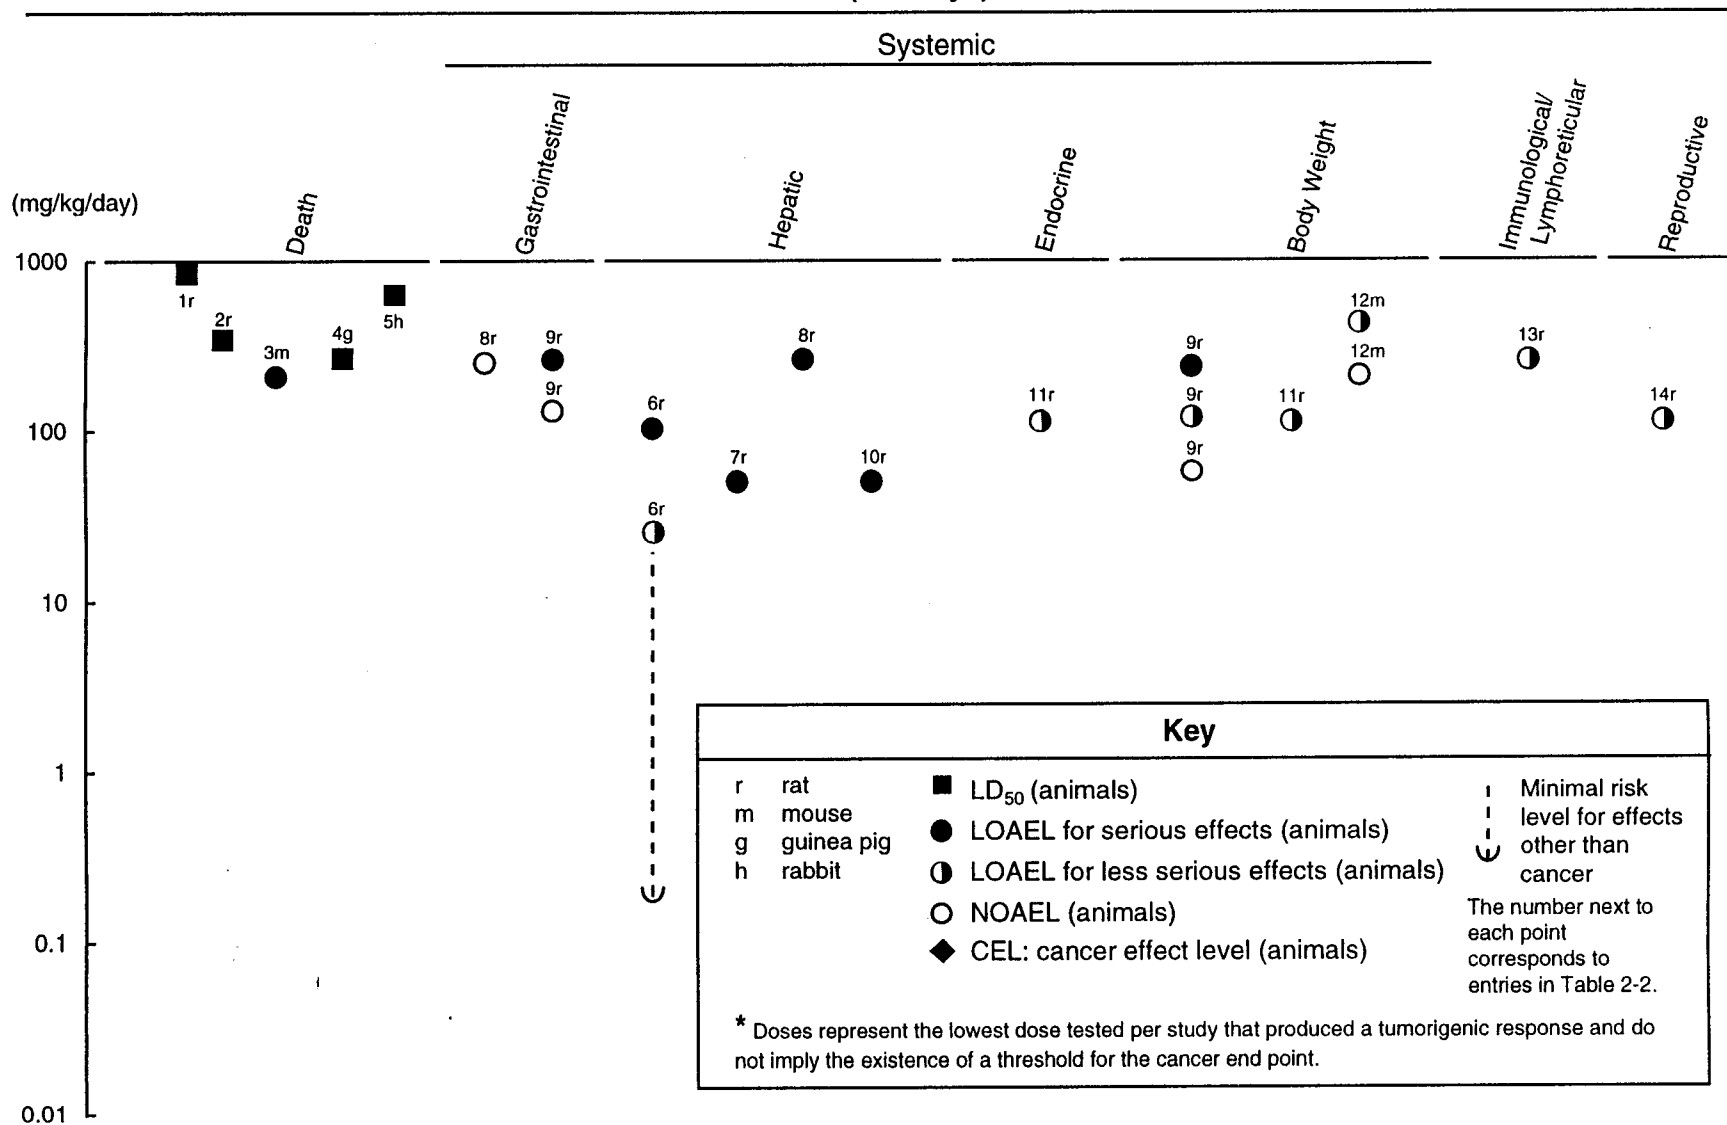 Systemic
(mg/kg/day)
Death
Gastrointestinal
Hepatic
Endocrine
Body Weight
Immunological/
Lymphoreticular
Reproductive
1000
100
10
1
0.1
0.01
1r
2r
3m
4g
5h
8r
9r
9r
6r
6r
7r
8r
10r
11r
9r
9r
9r
11r
12m
12m
13r
14r
Key
r rat
m mouse
g guinea pig
h rabbit
LD50 (animals)
LOAEL for serious effects (animals)
LOAEL for less serious effects (animals)
NOAEL (animals)
CEL: cancer effect level (animals)
Minimal risk
level for effects
other than
cancer
The number next to
each point
corresponds to
entries in Table 2-2.
* Doses represent the lowest dose tested per study that produced a tumorigenic response and do
not imply the existence of a threshold for the cancer end point.